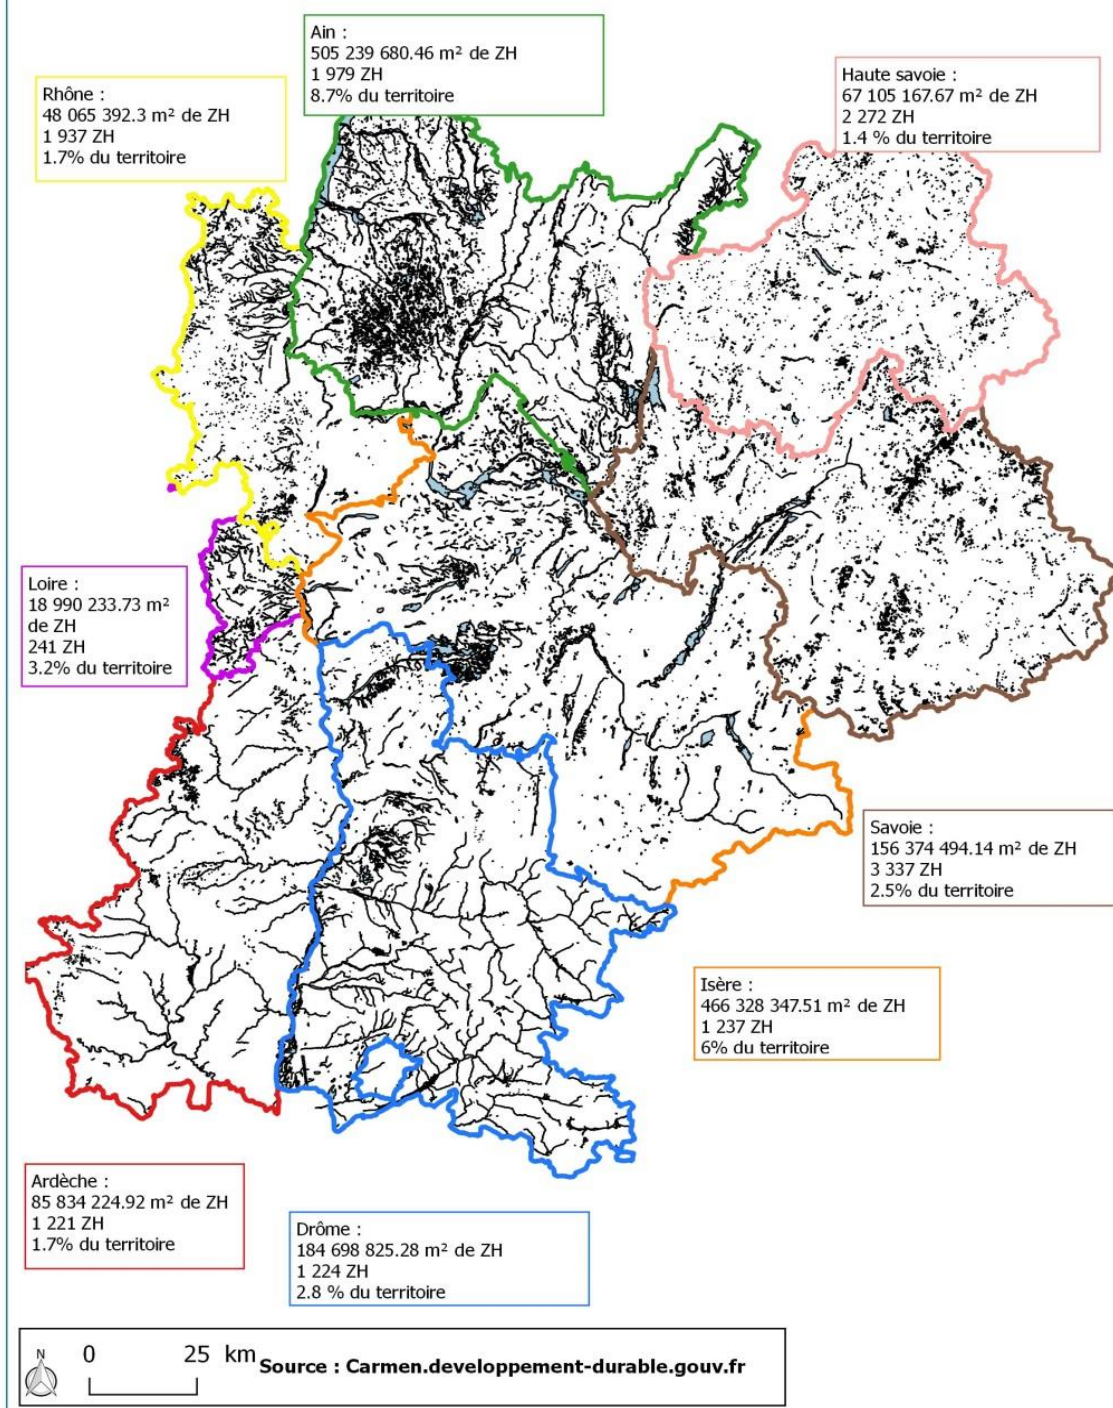 Ain :
505 239 680.46 m² de ZH
1 979 ZH
8.7% du territoire
Haute savoie :
67 105 167.67 m² de ZH
2 272 ZH
1.4 % du territoire
Rhône :
48 065 392.3 m² de ZH
1 937 ZH
1.7% du territoire
Loire :
18 990 233.73 m²
de ZH
241 ZH
3.2% du territoire
Savoie :
156 374 494.14 m² de ZH
3 337 ZH
2.5% du territoire
Isère :
466 328 347.51 m² de ZH
1 237 ZH
6% du territoire
Ardèche :
85 834 224.92 m² de ZH
1 221 ZH
1.7% du territoire
Drôme :
184 698 825.28 m² de ZH
1 224 ZH
2.8 % du territoire
N
0 25 km
Source : Carmen.developpement-durable.gouv.fr